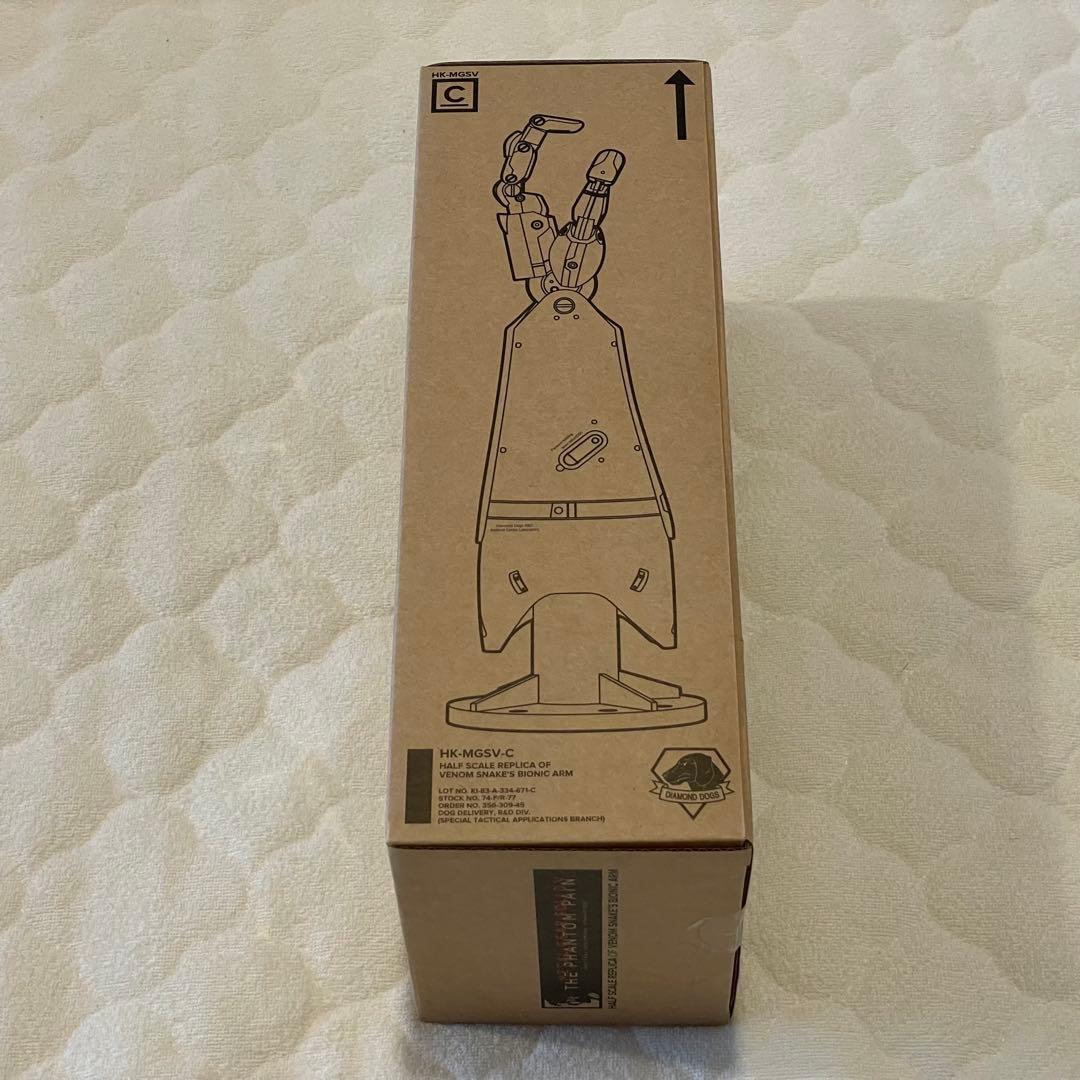 HK-MGSV
C
HK-MGSV-C
HALF SCALE REPLICA OF
VENOM SNAKE'S BIONIC ARM
LOT NO. KI-83-A-334-671-C
STOCK NO. 74-P/R-77
ORDER NO. 356-309-45
DOG DELIVERY, R&D DIV.
(SPECIAL TACTICAL APPLICATIONS BRANCH)
DIAMOND DOGS
THE PHANTOM PAIN
HALF SCALE REPLICA OF VENOM SNAKE'S BIONIC ARM